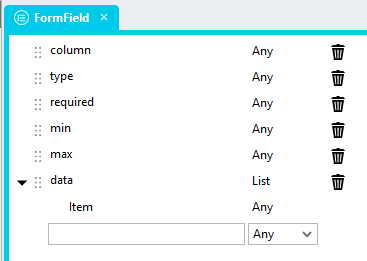 FormField ×
column Any
type Any
required Any
min Any
max Any
data List
Item Any
Any